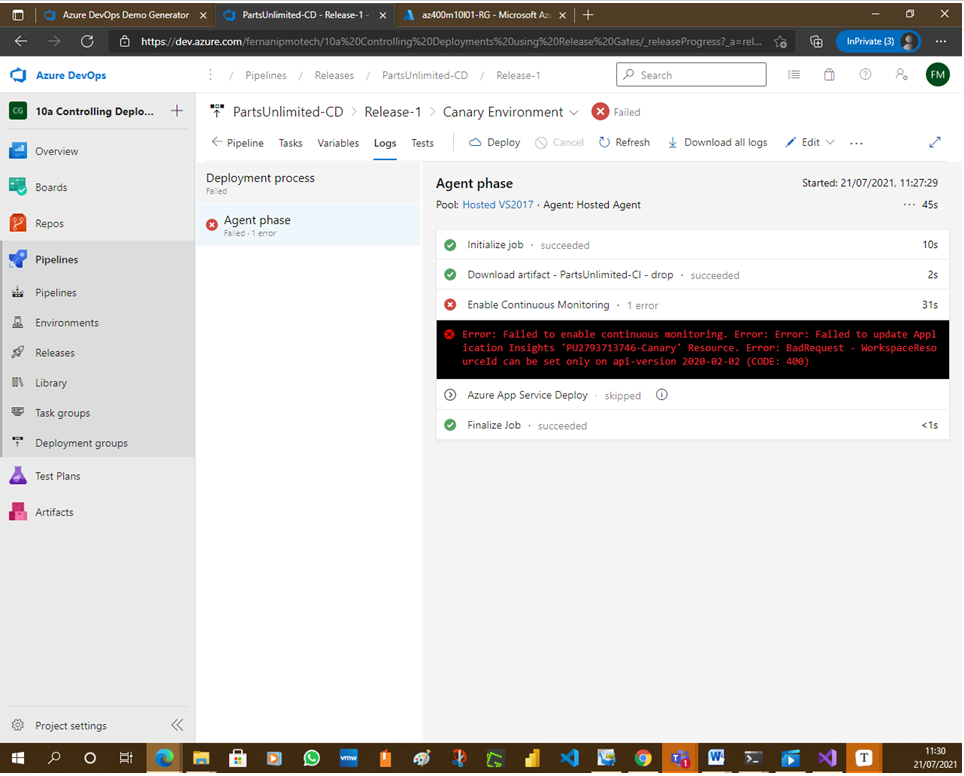 Azure DevOps Demo Generator
PartsUnlimited-CD - Release-1 -
az400m10l01-RG - Microsoft Az
https://dev.azure.com/fernanipmotech/10a%20Controlling%20Deployments%20using%20Release%20Gates/_releaseProgress?_a=rel...
InPrivate (3)
Azure DevOps
/ Pipelines / Releases / PartsUnlimited-CD / Release-1
Search
FM
CG 10a Controlling Deplo...
PartsUnlimited-CD > Release-1 > Canary Environment
Failed
Pipeline Tasks Variables Logs Tests
Deploy Cancel Refresh Download all logs Edit ...
Overview
Boards
Repos
Pipelines
Pipelines
Environments
Releases
Library
Task groups
Deployment groups
Test Plans
Artifacts
Project settings
Deployment process
Failed
Agent phase
Failed · 1 error
Agent phase
Started: 21/07/2021, 11:27:29
Pool: Hosted VS2017 · Agent: Hosted Agent
... 45s
Initialize job · succeeded 10s
Download artifact - PartsUnlimited-CI - drop · succeeded 2s
Enable Continuous Monitoring · 1 error 31s
Error: Failed to enable continuous monitoring. Error: Error: Failed to update Appl
ication Insights 'PU2793713746-Canary' Resource. Error: BadRequest - WorkspaceReso
urceId can be set only on api-version 2020-02-02 (CODE: 400)
Azure App Service Deploy · skipped
Finalize Job · succeeded <1s
vmw
T
11:30
21/07/2021